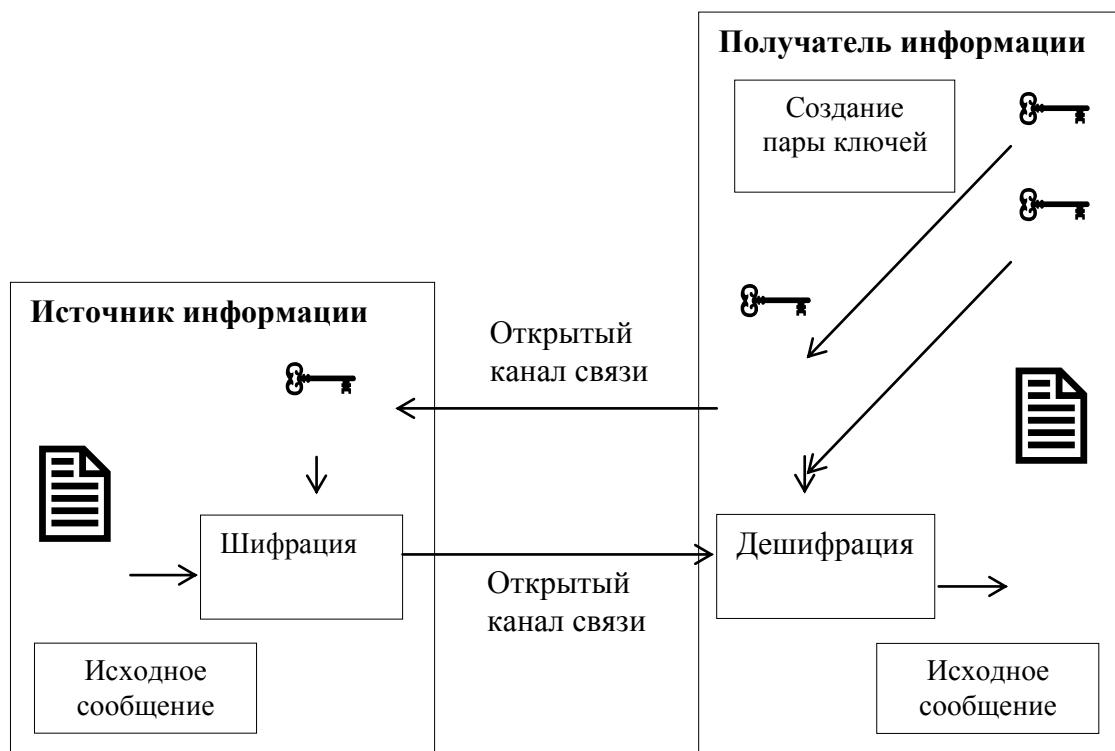 Получатель информации
Создание
пары ключей
Источник информации
Открытый
канал связи
Шифрация
Дешифрация
Открытый
канал связи
Исходное
сообщение
Исходное
сообщение